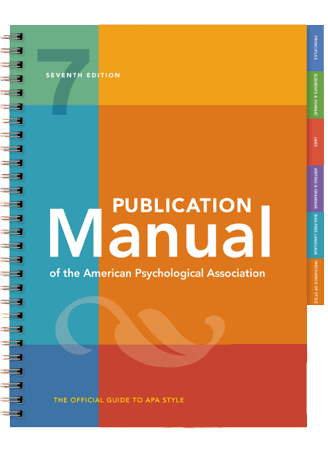 7
SEVENTH EDITION
PUBLICATION
Manual
of the American Psychological Association
THE OFFICIAL GUIDE TO APA STYLE
PRINCIPLES
ELEMENTS & FORMAT
JARS
WRITING & GRAMMAR
BIAS-FREE LANGUAGE
MECHANICS OF STYLE